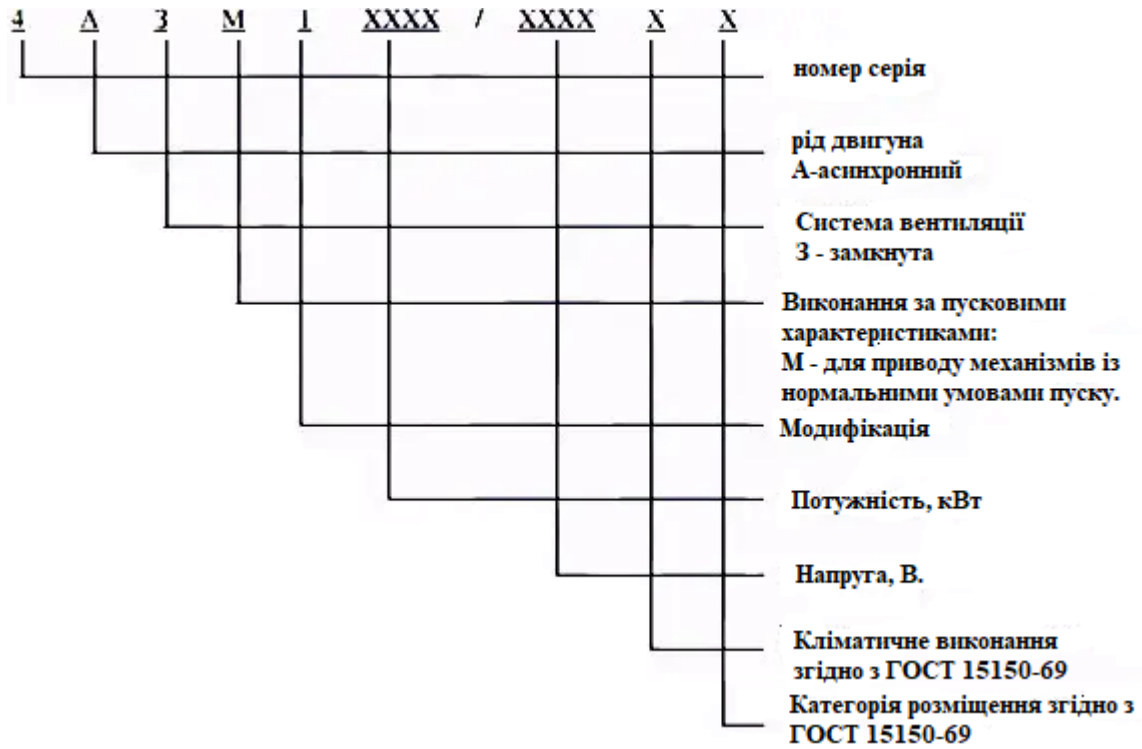 4 А З М 1 ХХХХ / ХХХХ Х Х
номер серія
рід двигуна
А-асинхронний
Система вентиляції
З - замкнута
Виконання за пусковими
характеристиками:
М - для приводу механізмів із
нормальними умовами пуску.
Модифікація
Потужність, кВт
Напруга, В.
Кліматичне виконання
згідно з ГОСТ 15150-69
Категорія розміщення згідно з
ГОСТ 15150-69